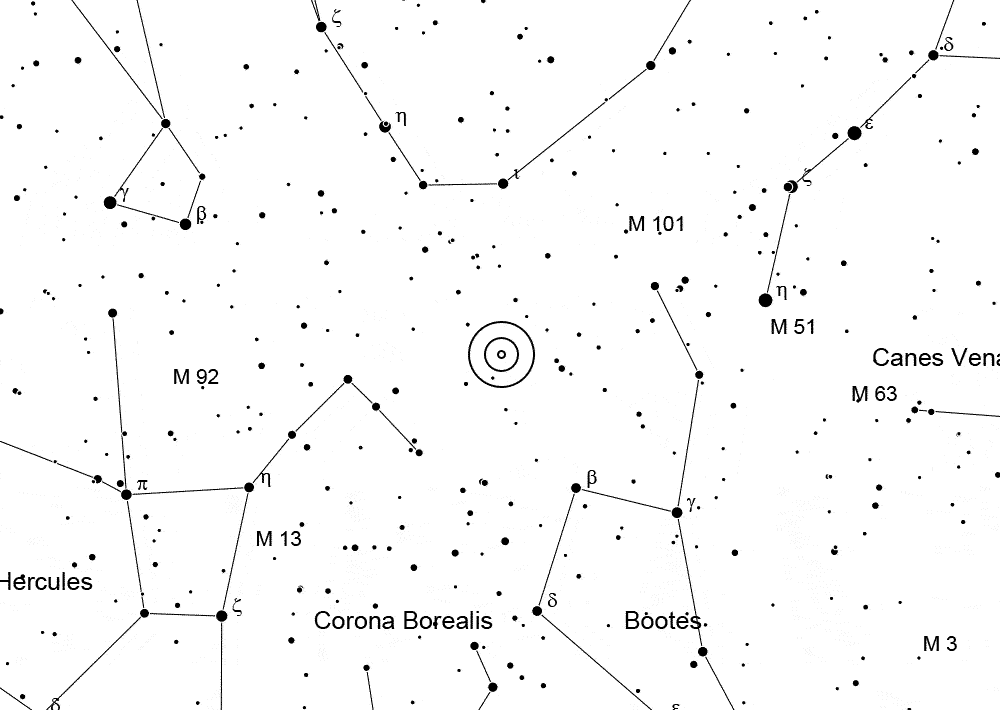 ζ
δ
η
ε
ι
ζ
γ
β
M 101
η
M 51
Canes Vena
M 92
M 63
π
η
β
γ
M 13
Hercules
δ
ζ
Corona Borealis
Bootes
M 3
δ
ε